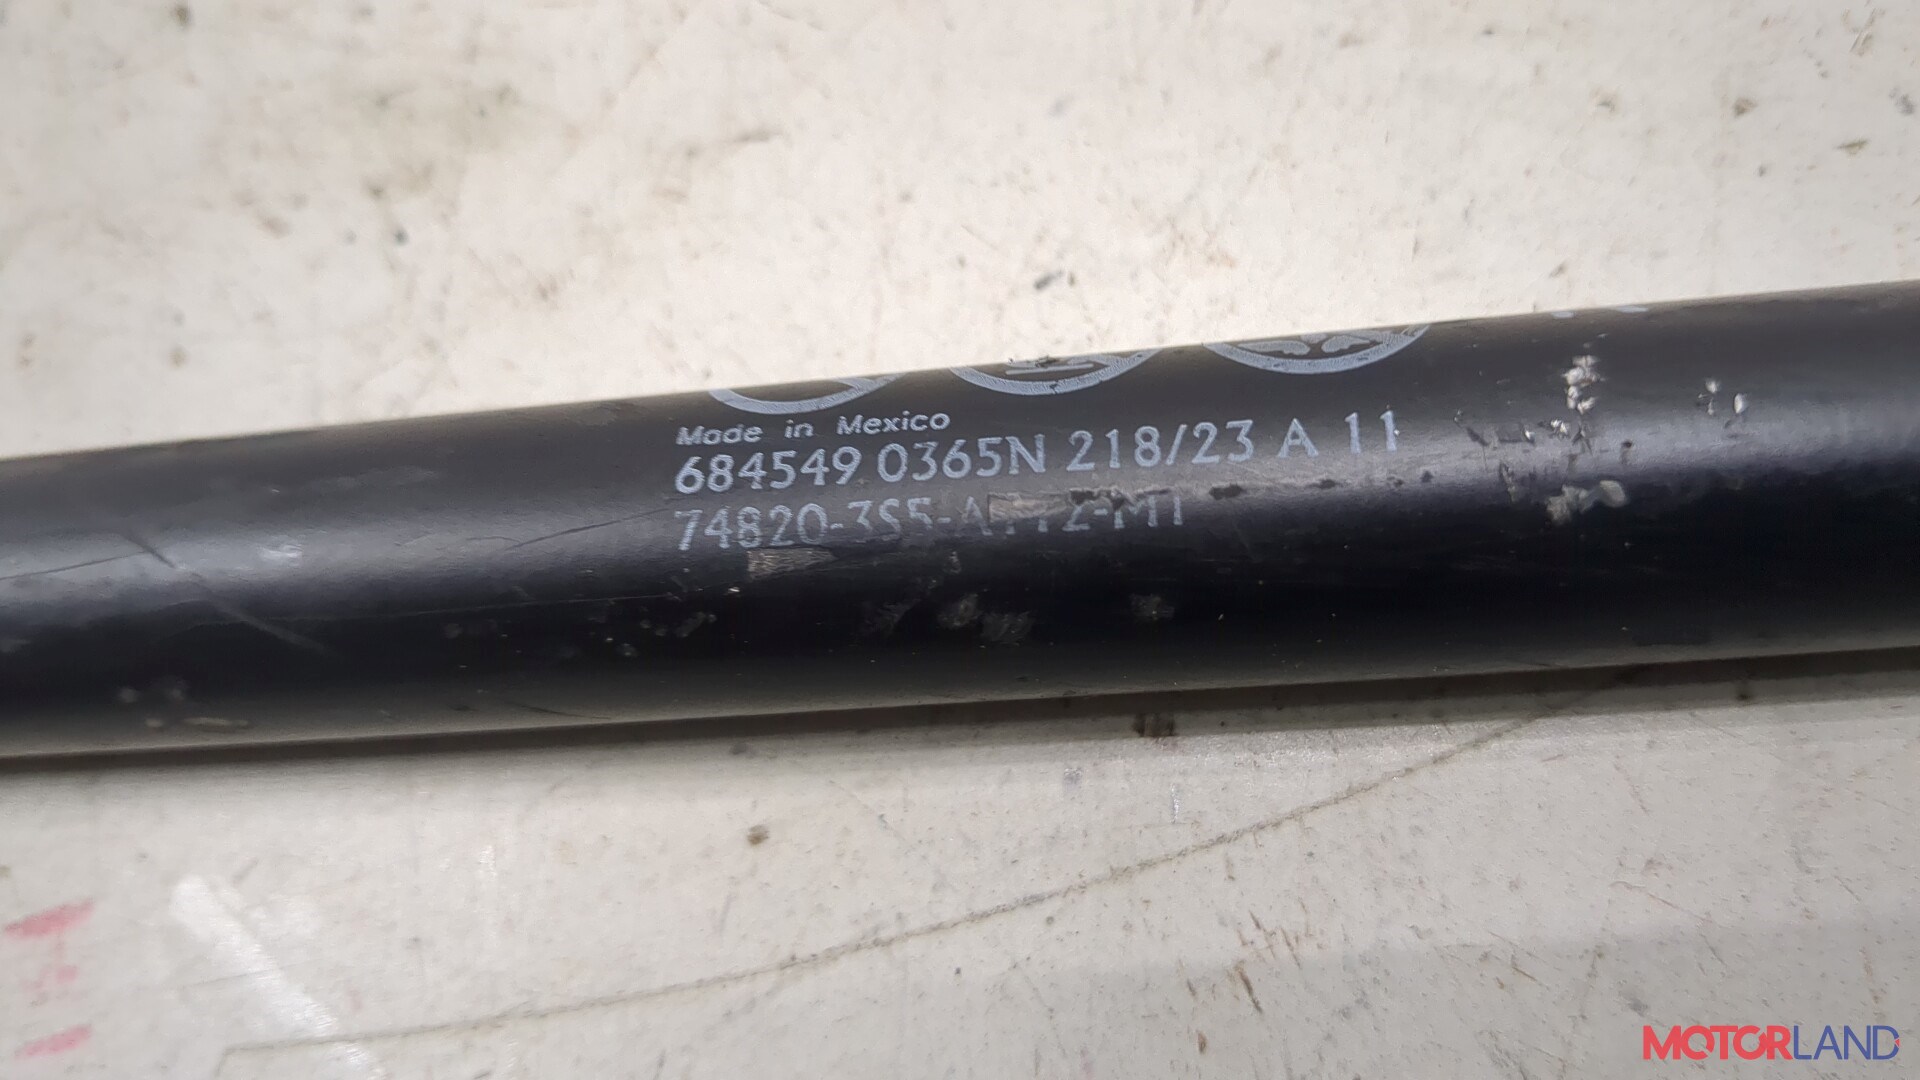 Made in Mexico
684549 0365N 218/23 A 11
MOTORLAND